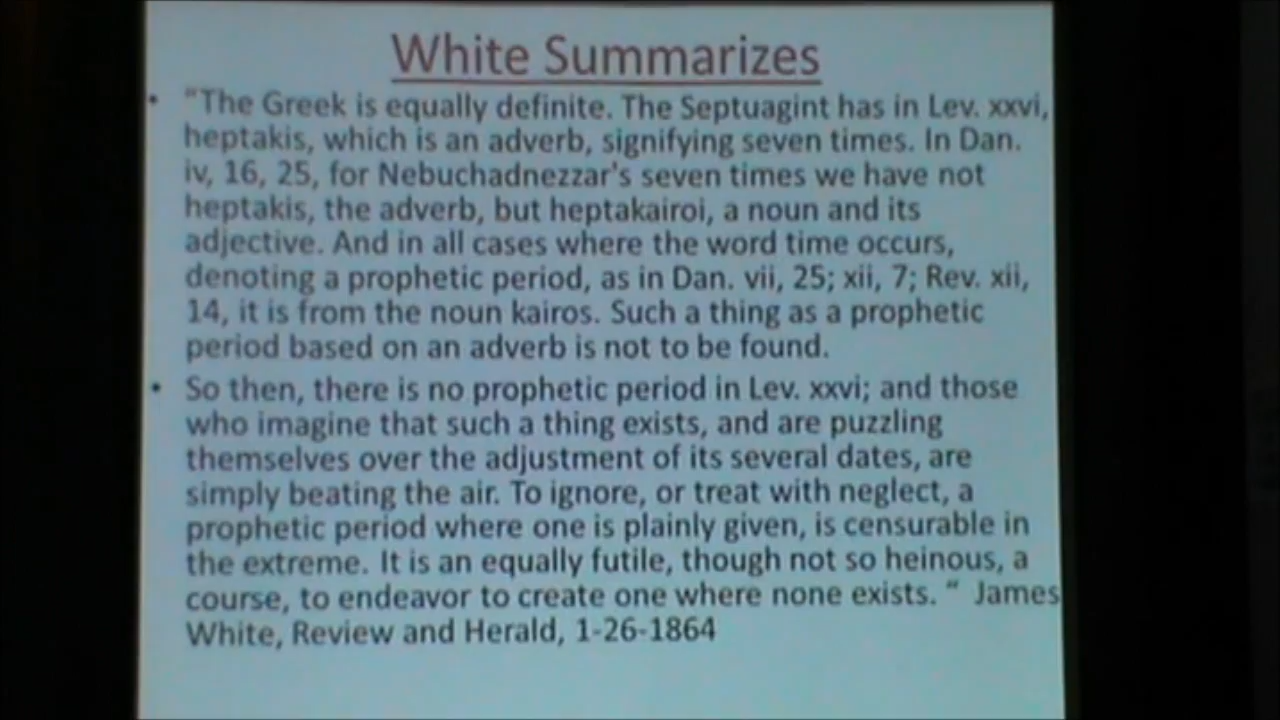 White Summarizes
• "The Greek is equally definite. The Septuagint has in Lev. xxvi,
heptakis, which is an adverb, signifying seven times. In Dan.
iv, 16, 25, for Nebuchadnezzar's seven times we have not
heptakis, the adverb, but heptakairoi, a noun and its
adjective. And in all cases where the word time occurs,
denoting a prophetic period, as in Dan. vii, 25; xii, 7; Rev. xii,
14, it is from the noun kairos. Such a thing as a prophetic
period based on an adverb is not to be found.
• So then, there is no prophetic period in Lev. xxvi; and those
who imagine that such a thing exists, and are puzzling
themselves over the adjustment of its several dates, are
simply beating the air. To ignore, or treat with neglect, a
prophetic period where one is plainly given, is censurable in
the extreme. It is an equally futile, though not so heinous, a
course, to endeavor to create one where none exists. " James
White, Review and Herald, 1-26-1864